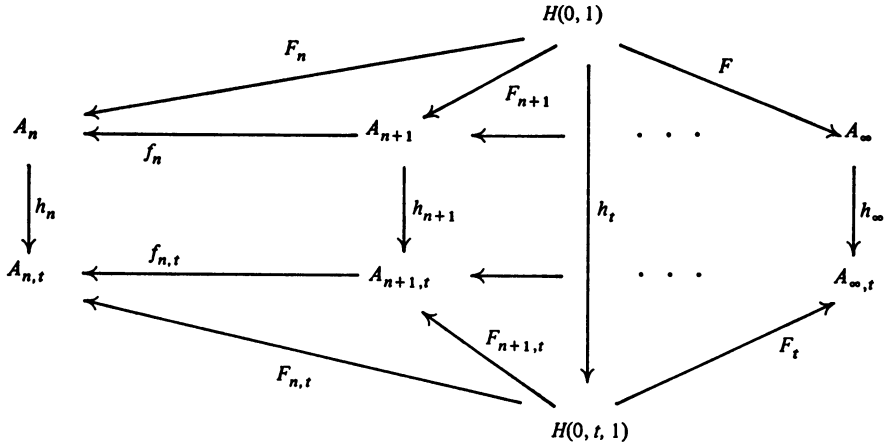 H(0, 1)
F_n F
F_{n+1}
A_n A_{n+1} · · · A_∞
f_n
h_n h_{n+1} h_t h_∞
f_{n,t}
A_{n,t} A_{n+1,t} · · · A_{∞,t}
F_{n+1,t} F_t
F_{n,t}
H(0, t, 1)